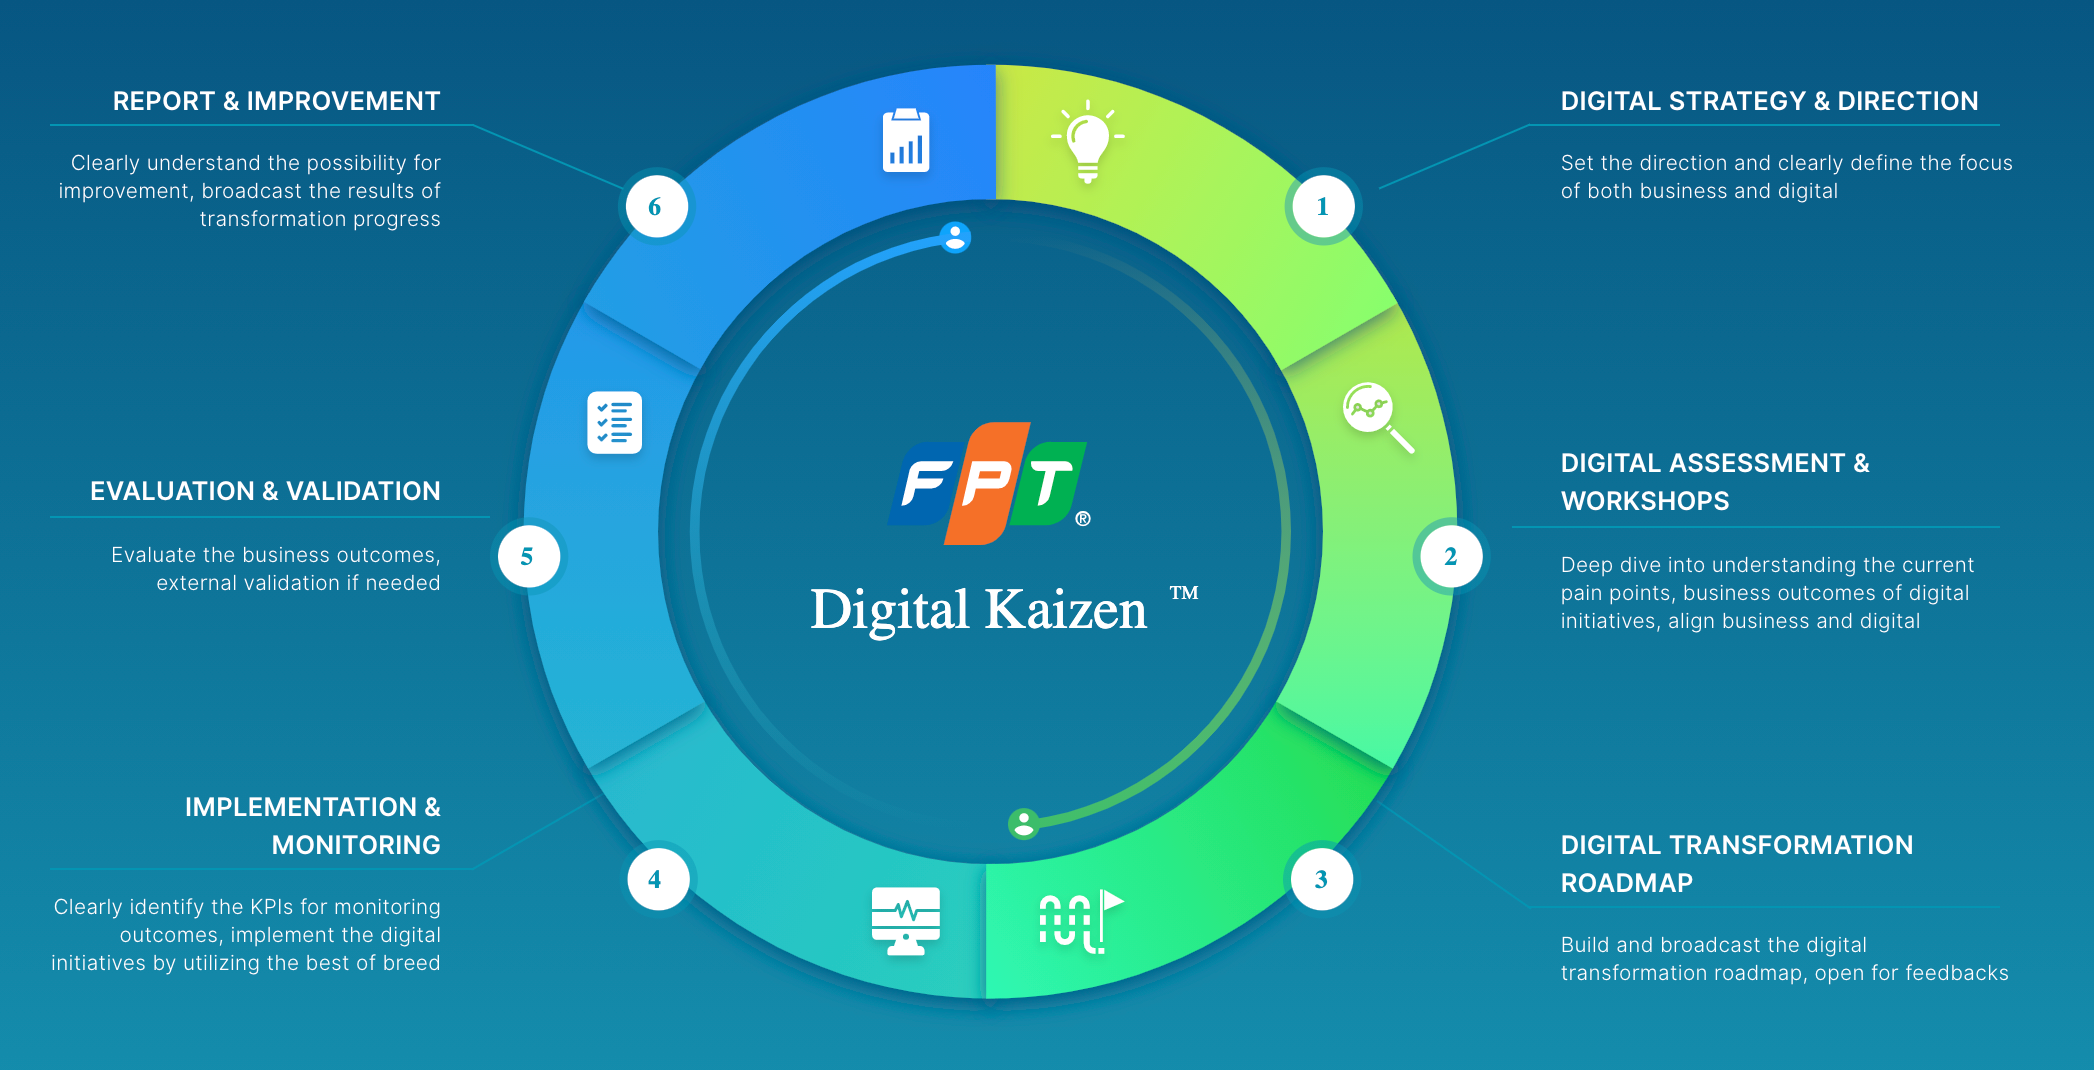 REPORT & IMPROVEMENT
Clearly understand the possibility for
improvement, broadcast the results of
transformation progress
6
EVALUATION & VALIDATION
Evaluate the business outcomes,
external validation if needed
5
IMPLEMENTATION &
MONITORING
Clearly identify the KPIs for monitoring
outcomes, implement the digital
initiatives by utilizing the best of breed
4
FPT®
Digital Kaizen ™
DIGITAL STRATEGY & DIRECTION
Set the direction and clearly define the focus
of both business and digital
1
DIGITAL ASSESSMENT &
WORKSHOPS
Deep dive into understanding the current
pain points, business outcomes of digital
initiatives, align business and digital
2
DIGITAL TRANSFORMATION
ROADMAP
Build and broadcast the digital
transformation roadmap, open for feedbacks
3